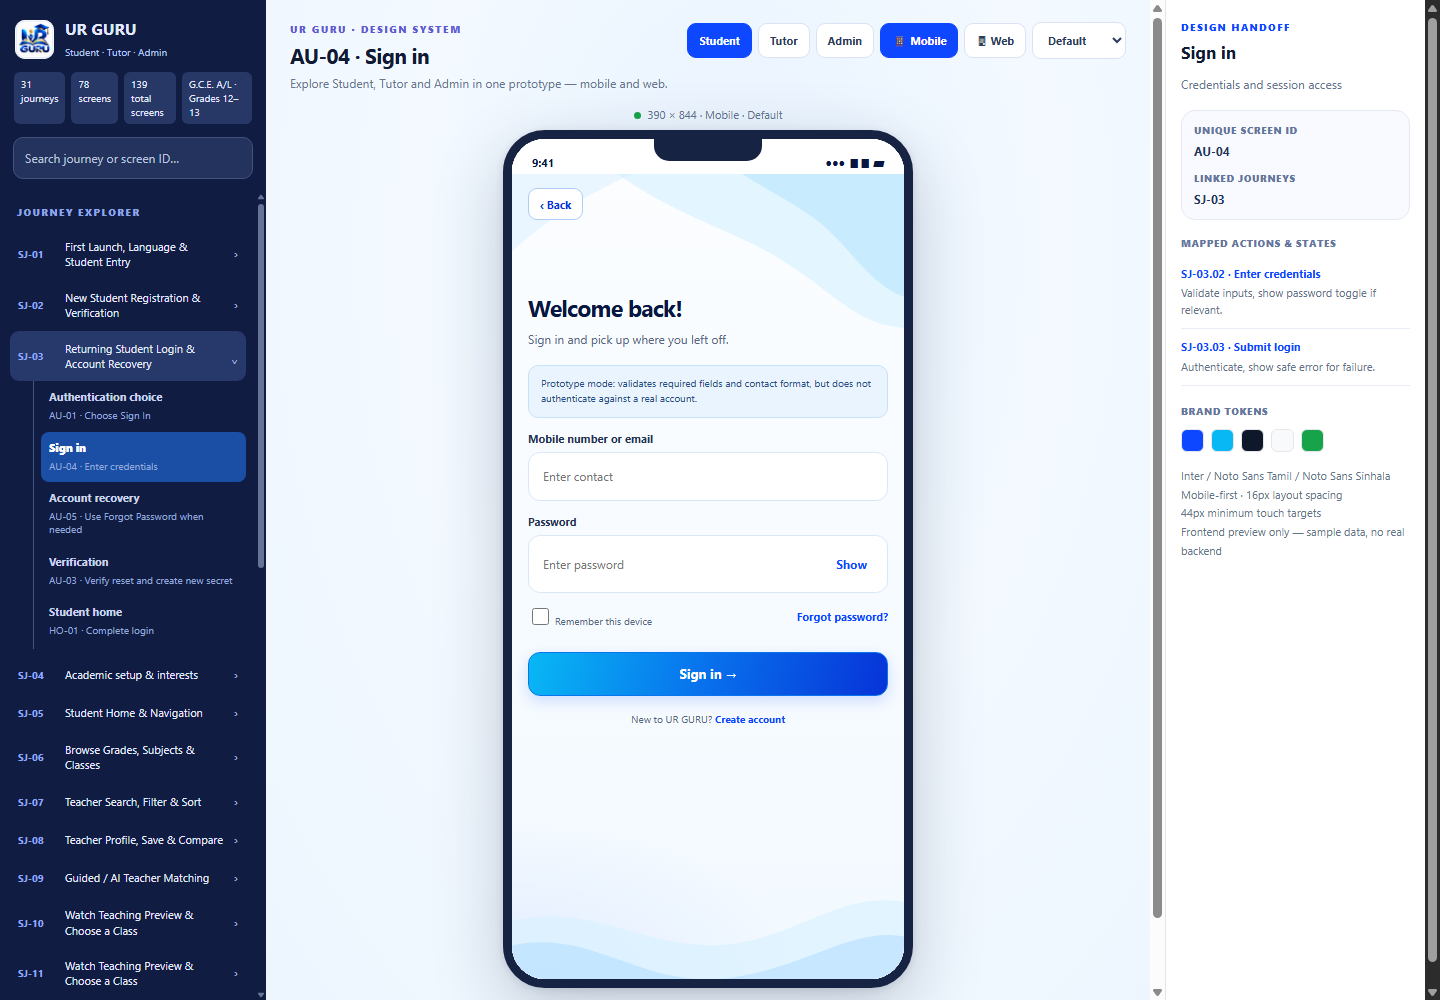 UR GURU
Student · Tutor · Admin
31
journeys
78
screens
139
total
screens
G.C.E. A/L ·
Grades 12–
13
Search journey or screen ID...
JOURNEY EXPLORER
SJ-01
First Launch, Language &
Student Entry
SJ-02
New Student Registration &
Verification
SJ-03
Returning Student Login &
Account Recovery
Authentication choice
AU-01 · Choose Sign In
Sign in
AU-04 · Enter credentials
Account recovery
AU-05 · Use Forgot Password when
needed
Verification
AU-03 · Verify reset and create new secret
Student home
HO-01 · Complete login
SJ-04
Academic setup & interests
SJ-05
Student Home & Navigation
SJ-06
Browse Grades, Subjects &
Classes
SJ-07
Teacher Search, Filter & Sort
SJ-08
Teacher Profile, Save & Compare
SJ-09
Guided / AI Teacher Matching
SJ-10
Watch Teaching Preview &
Choose a Class
SJ-11
Watch Teaching Preview &
Choose a Class
UR GURU · DESIGN SYSTEM
AU-04 · Sign in
Explore Student, Tutor and Admin in one prototype — mobile and web.
Student
Tutor
Admin
Mobile
Web
Default
390 × 844 · Mobile · Default
9:41
‹ Back
Welcome back!
Sign in and pick up where you left off.
Prototype mode: validates required fields and contact format, but does not
authenticate against a real account.
Mobile number or email
Enter contact
Password
Enter password
Show
Remember this device
Forgot password?
Sign in →
New to UR GURU? Create account
DESIGN HANDOFF
Sign in
Credentials and session access
UNIQUE SCREEN ID
AU-04
LINKED JOURNEYS
SJ-03
MAPPED ACTIONS & STATES
SJ-03.02 · Enter credentials
Validate inputs, show password toggle if
relevant.
SJ-03.03 · Submit login
Authenticate, show safe error for failure.
BRAND TOKENS
Inter / Noto Sans Tamil / Noto Sans Sinhala
Mobile-first · 16px layout spacing
44px minimum touch targets
Frontend preview only — sample data, no real
backend